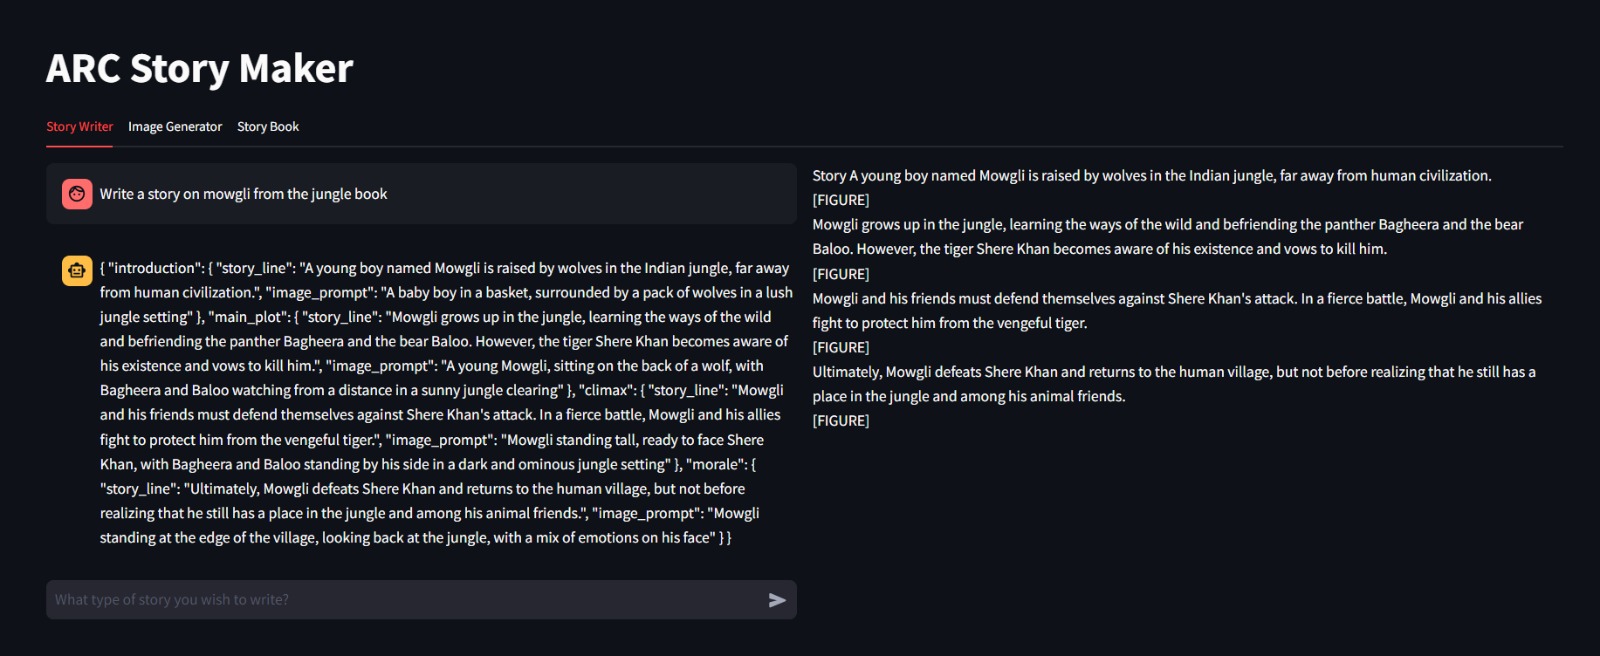 ARC Story Maker
Story Writer Image Generator Story Book
Write a story on mowgli from the jungle book
{ "introduction": { "story_line": "A young boy named Mowgli is raised by wolves in the Indian jungle, far away
from human civilization.", "image_prompt": "A baby boy in a basket, surrounded by a pack of wolves in a lush
jungle setting" }, "main_plot": { "story_line": "Mowgli grows up in the jungle, learning the ways of the wild
and befriending the panther Bagheera and the bear Baloo. However, the tiger Shere Khan becomes aware of
his existence and vows to kill him.", "image_prompt": "A young Mowgli, sitting on the back of a wolf, with
Bagheera and Baloo watching from a distance in a sunny jungle clearing" }, "climax": { "story_line": "Mowgli
and his friends must defend themselves against Shere Khan's attack. In a fierce battle, Mowgli and his allies
fight to protect him from the vengeful tiger.", "image_prompt": "Mowgli standing tall, ready to face Shere
Khan, with Bagheera and Baloo standing by his side in a dark and ominous jungle setting" }, "morale": {
"story_line": "Ultimately, Mowgli defeats Shere Khan and returns to the human village, but not before
realizing that he still has a place in the jungle and among his animal friends.", "image_prompt": "Mowgli
standing at the edge of the village, looking back at the jungle, with a mix of emotions on his face" } }
What type of story you wish to write?
Story A young boy named Mowgli is raised by wolves in the Indian jungle, far away from human civilization.
[FIGURE]
Mowgli grows up in the jungle, learning the ways of the wild and befriending the panther Bagheera and the bear
Baloo. However, the tiger Shere Khan becomes aware of his existence and vows to kill him.
[FIGURE]
Mowgli and his friends must defend themselves against Shere Khan's attack. In a fierce battle, Mowgli and his allies
fight to protect him from the vengeful tiger.
[FIGURE]
Ultimately, Mowgli defeats Shere Khan and returns to the human village, but not before realizing that he still has a
place in the jungle and among his animal friends.
[FIGURE]